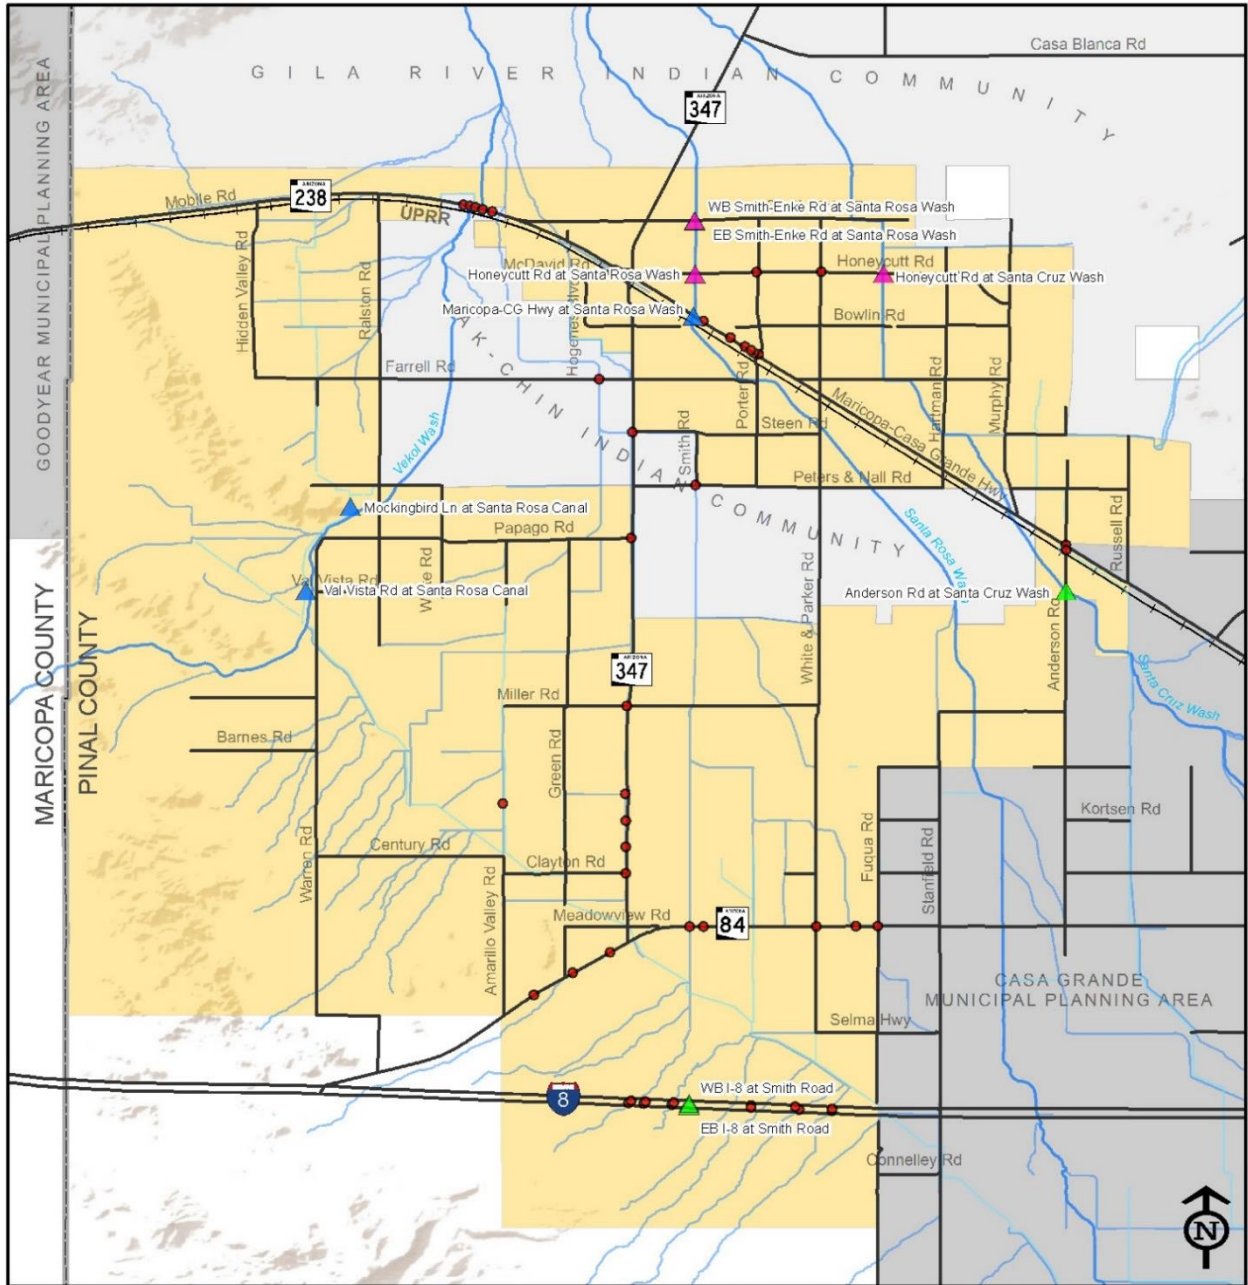 Casa Blanca Rd
GILA RIVER INDIAN COMMUNITY
GOODYEAR MUNICIPAL PLANNING AREA
ARIZONA
347
Mobile Rd
ARIZONA
238
UPRR
WB Smith-Enke Rd at Santa Rosa Wash
EB Smith-Enke Rd at Santa Rosa Wash
McDavid Rd
Honeycutt Rd
Honeycutt Rd at Santa Rosa Wash
Honeycutt Rd at Santa Cruz Wash
Hidden Valley Rd
Ralston Rd
Maricopa-CG Hwy at Santa Rosa Wash
Bowlin Rd
AK-CHIN INDIAN COMMUNITY
Farrell Rd
Porter Rd
Hartman Rd
Murphy Rd
Maricopa-Casa Grande Hwy
Steen Rd
Smith Rd
Vekol Wash
Peters & Nall Rd
Mockingbird Ln at Santa Rosa Canal
Papago Rd
Russell Rd
Val Vista Rd
Val Vista Rd at Santa Rosa Canal
Anderson Rd at Santa Cruz Wash
White & Parker Rd
Anderson Rd
MARICOPA COUNTY
PINAL COUNTY
ARIZONA
347
Miller Rd
Santa Cruz Wash
Barnes Rd
Green Rd
Kortsen Rd
Warren Rd
Century Rd
Clayton Rd
Fuqua Rd
Stanfield Rd
Amarillo Valley Rd
Meadowview Rd
ARIZONA
84
CASA GRANDE
MUNICIPAL PLANNING AREA
Selma Hwy
8
WB I-8 at Smith Road
EB I-8 at Smith Road
Connelley Rd
N